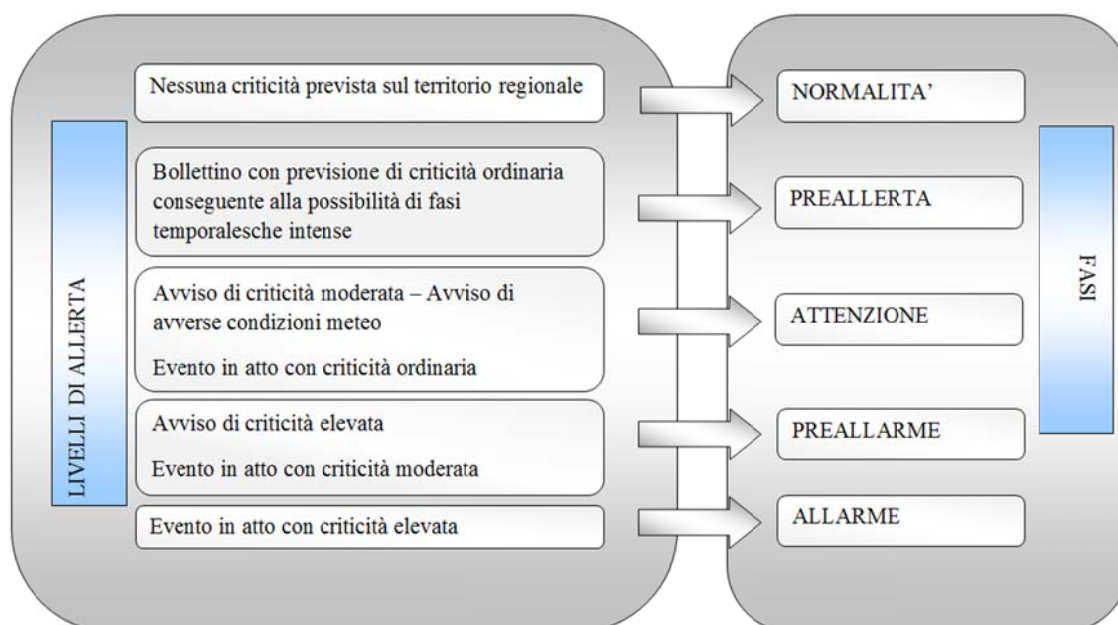 Nessuna criticità prevista sul territorio regionale
NORMALITA’
LIVELLI DI ALLERTA
Bollettino con previsione di criticità ordinaria
conseguente alla possibilità di fasi
temporalesche intense
PREALLERTA
FASI
Avviso di criticità moderata – Avviso di
avverse condizioni meteo
Evento in atto con criticità ordinaria
ATTENZIONE
Avviso di criticità elevata
Evento in atto con criticità moderata
PREALLARME
Evento in atto con criticità elevata
ALLARME